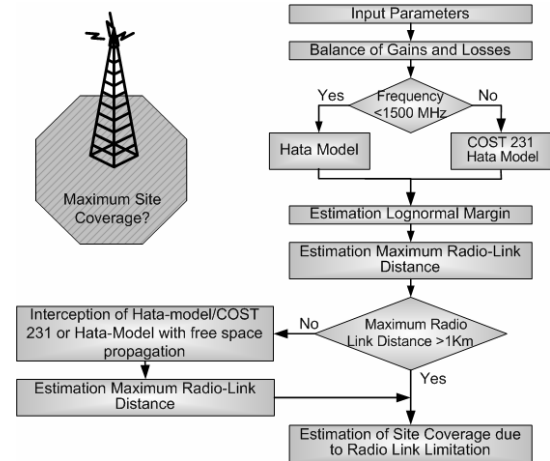 Input Parameters
Balance of Gains and Losses
Yes
Frequency
<1500 MHz
No
Hata Model
COST 231
Hata Model
Maximum Site
Coverage?
Estimation Lognormal Margin
Estimation Maximum Radio-Link
Distance
Interception of Hata-model/COST
231 or Hata-Model with free space
propagation
No
Maximum Radio
Link Distance >1Km
Yes
Estimation Maximum Radio-Link
Distance
Estimation of Site Coverage due
to Radio Link Limitation